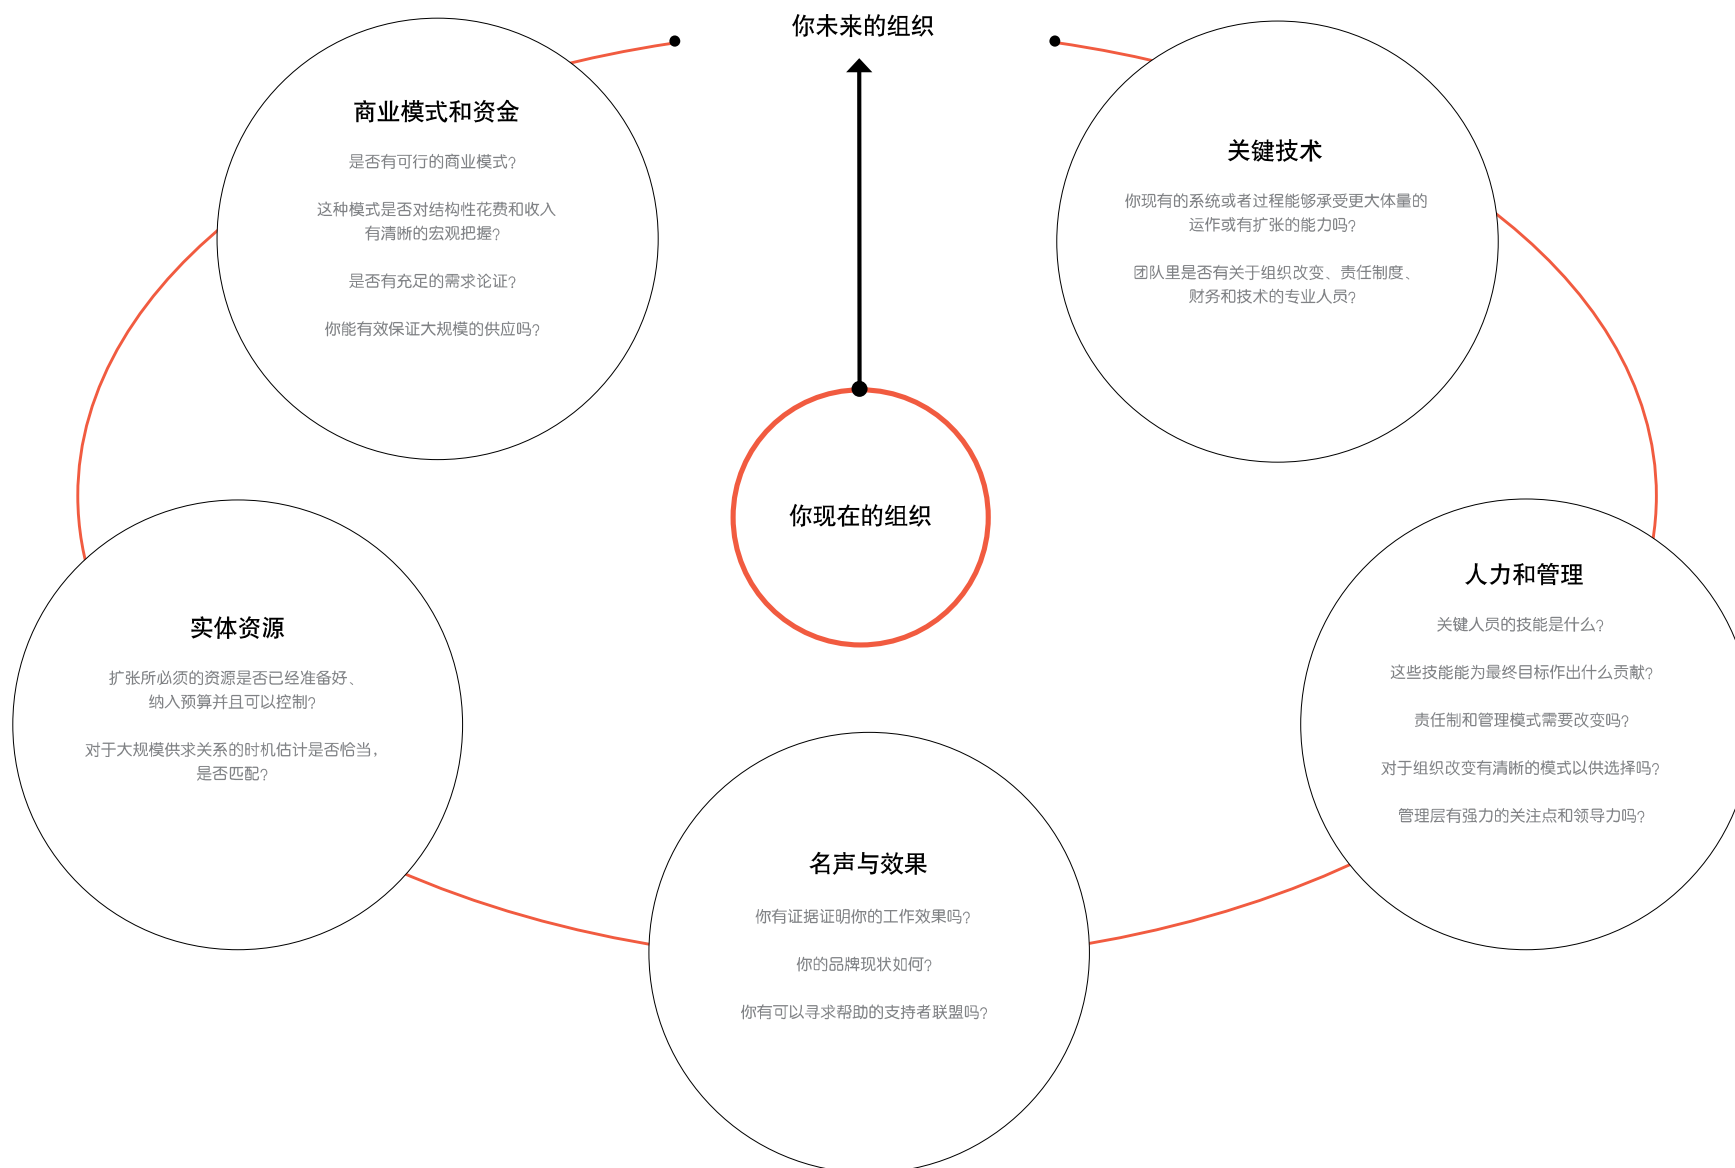 你未来的组织
商业模式和资金
是否有可行的商业模式?
这种模式是否对结构性花费和收入
有清晰的宏观把握?
是否有充足的需求论证?
你能有效保证大规模的供应吗?
关键技术
你现有的系统或者过程能够承受更大体量的
运作或有扩张的能力吗?
团队里是否有关于组织改变、责任制度、
财务和技术的专业人员?
你现在的组织
实体资源
扩张所必须的资源是否已经准备好、
纳入预算并且可以控制?
对于大规模供求关系的时机估计是否恰当，
是否匹配?
人力和管理
关键人员的技能是什么?
这些技能能为最终目标作出什么贡献?
责任制和管理模式需要改变吗?
对于组织改变有清晰的模式以供选择吗?
管理层有强力的关注点和领导力吗?
名声与效果
你有证据证明你的工作效果吗?
你的品牌现状如何?
你有可以寻求帮助的支持者联盟吗?